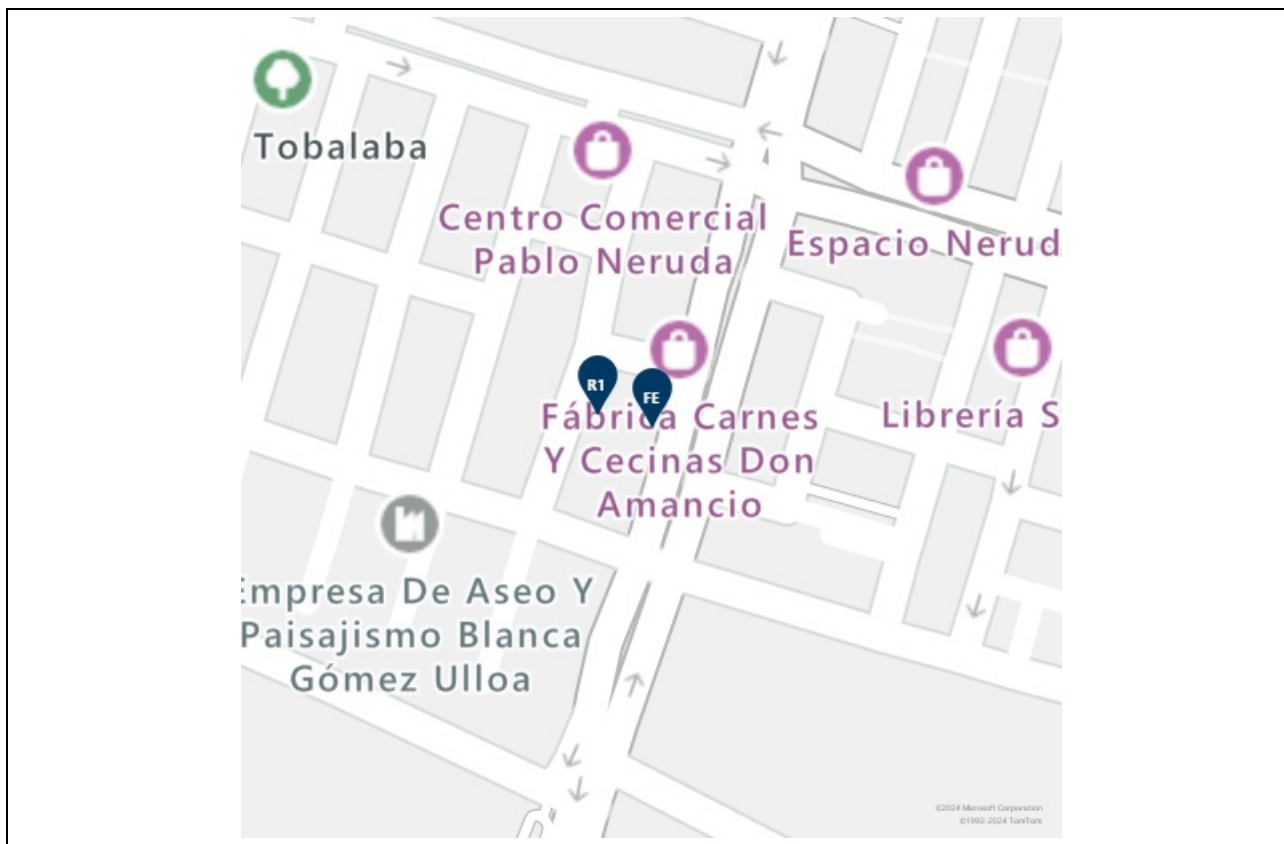 Tobalaba
Centro Comercial
Pablo Neruda
Espacio Nerud
R1
FE
Fábrica Carnes
Y Cecinas Don
Amancio
Librería S
Empresa De Aseo Y
Paisajismo Blanca
Gómez Ulloa
©2024 Microsoft Corporation
©1992-2024 TomTom